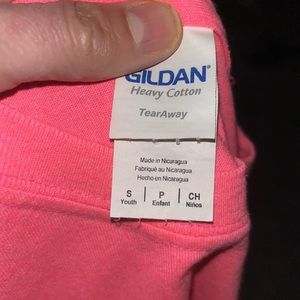 GILDAN®
Heavy Cotton
TearAway
Made in Nicaragua
Fabriqué au Nicaragua
Hecho en Nicaragua
S P CH
Youth Enfant Niños